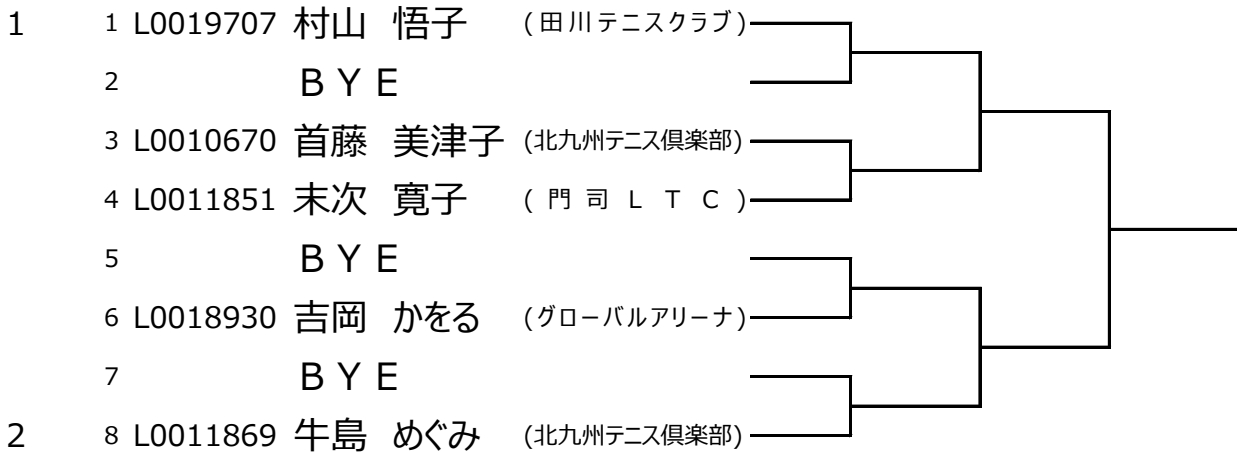 1 1 L0019707 村山 悟子 (田川テニスクラブ)
2 BYE
3 L0010670 首藤 美津子 (北九州テニス倶楽部)
4 L0011851 末次 寛子 (門司LTC)
5 BYE
6 L0018930 吉岡 かをる (グローバルアリーナ)
7 BYE
2 8 L0011869 牛島 めぐみ (北九州テニス倶楽部)